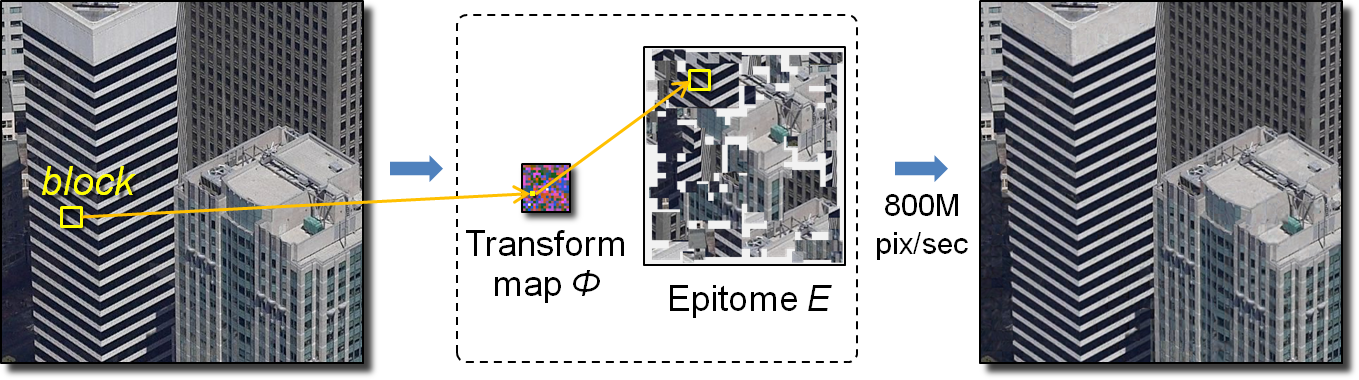 block
Transform
map Φ
Epitome E
800M
pix/sec